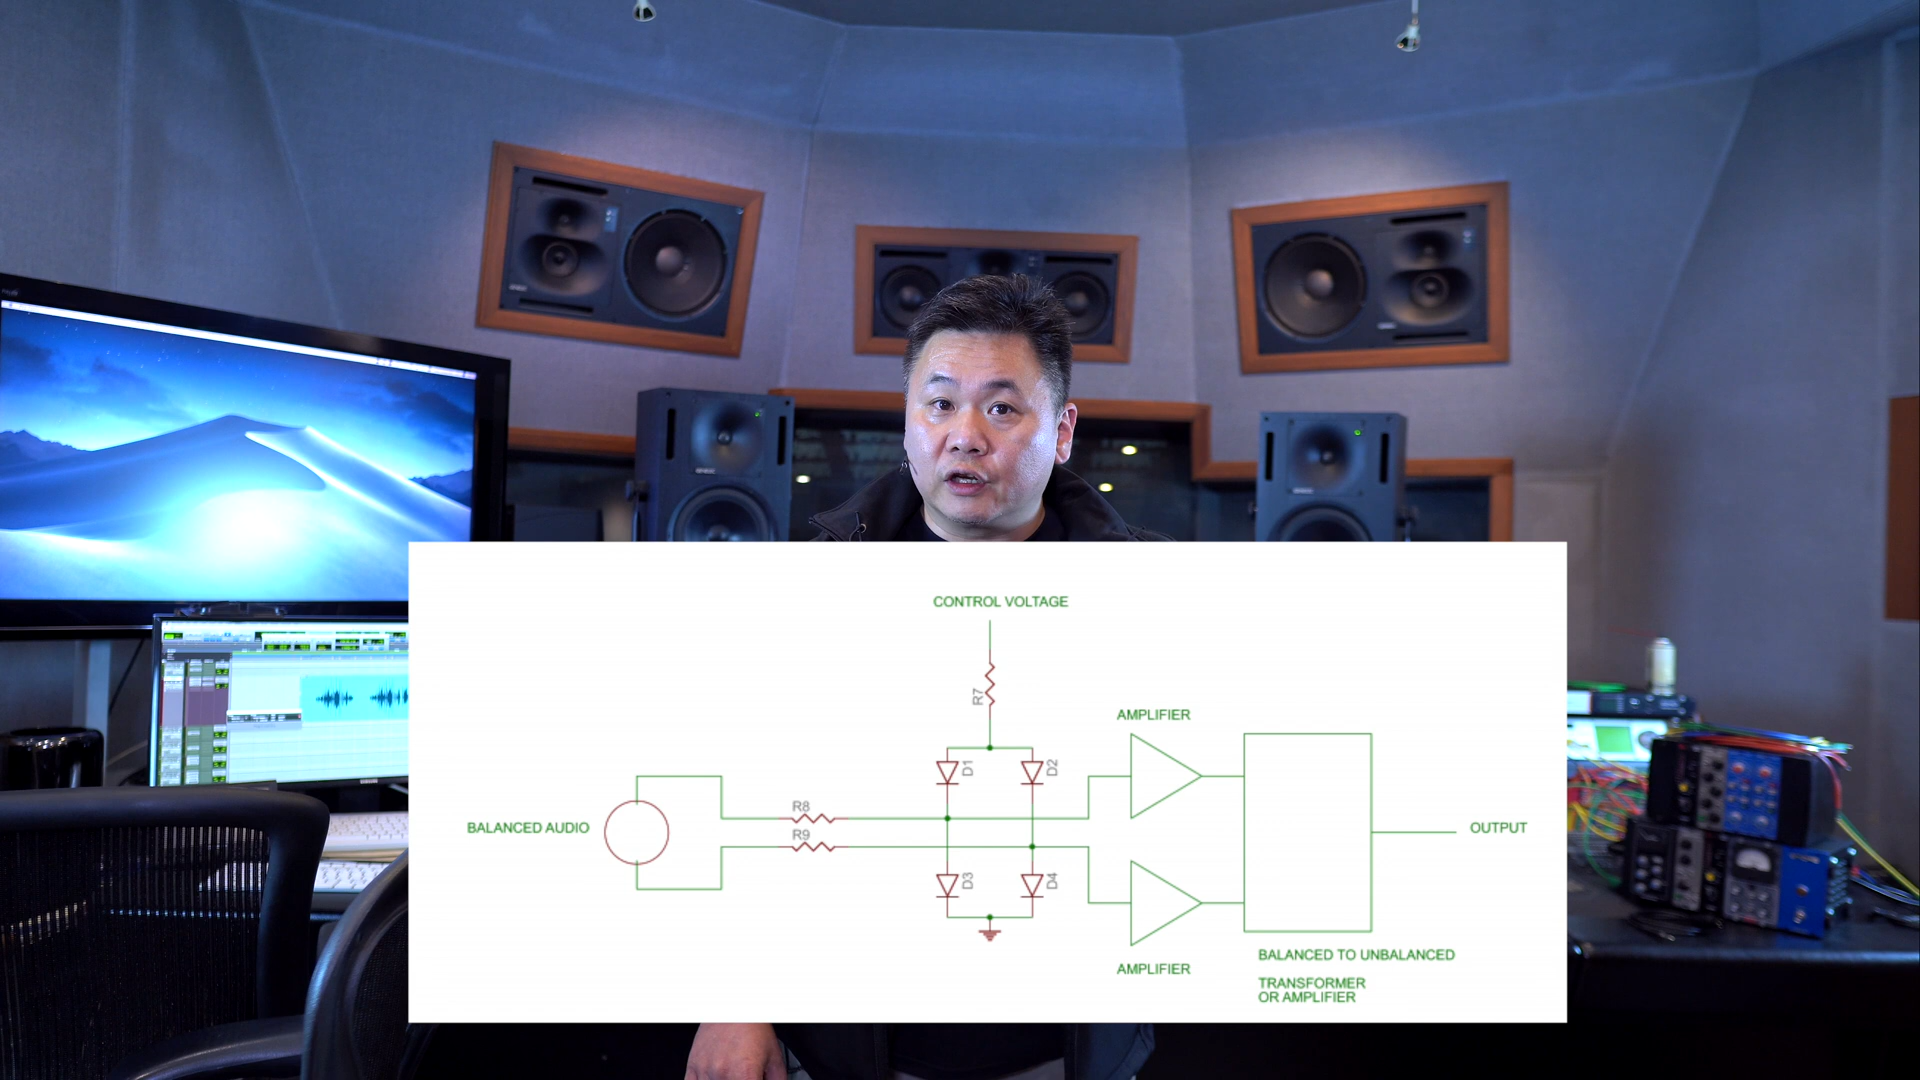 CONTROL VOLTAGE
R7
AMPLIFIER
D1
D2
R8
BALANCED AUDIO
R9
OUTPUT
D3
D4
BALANCED TO UNBALANCED
AMPLIFIER
TRANSFORMER
OR AMPLIFIER